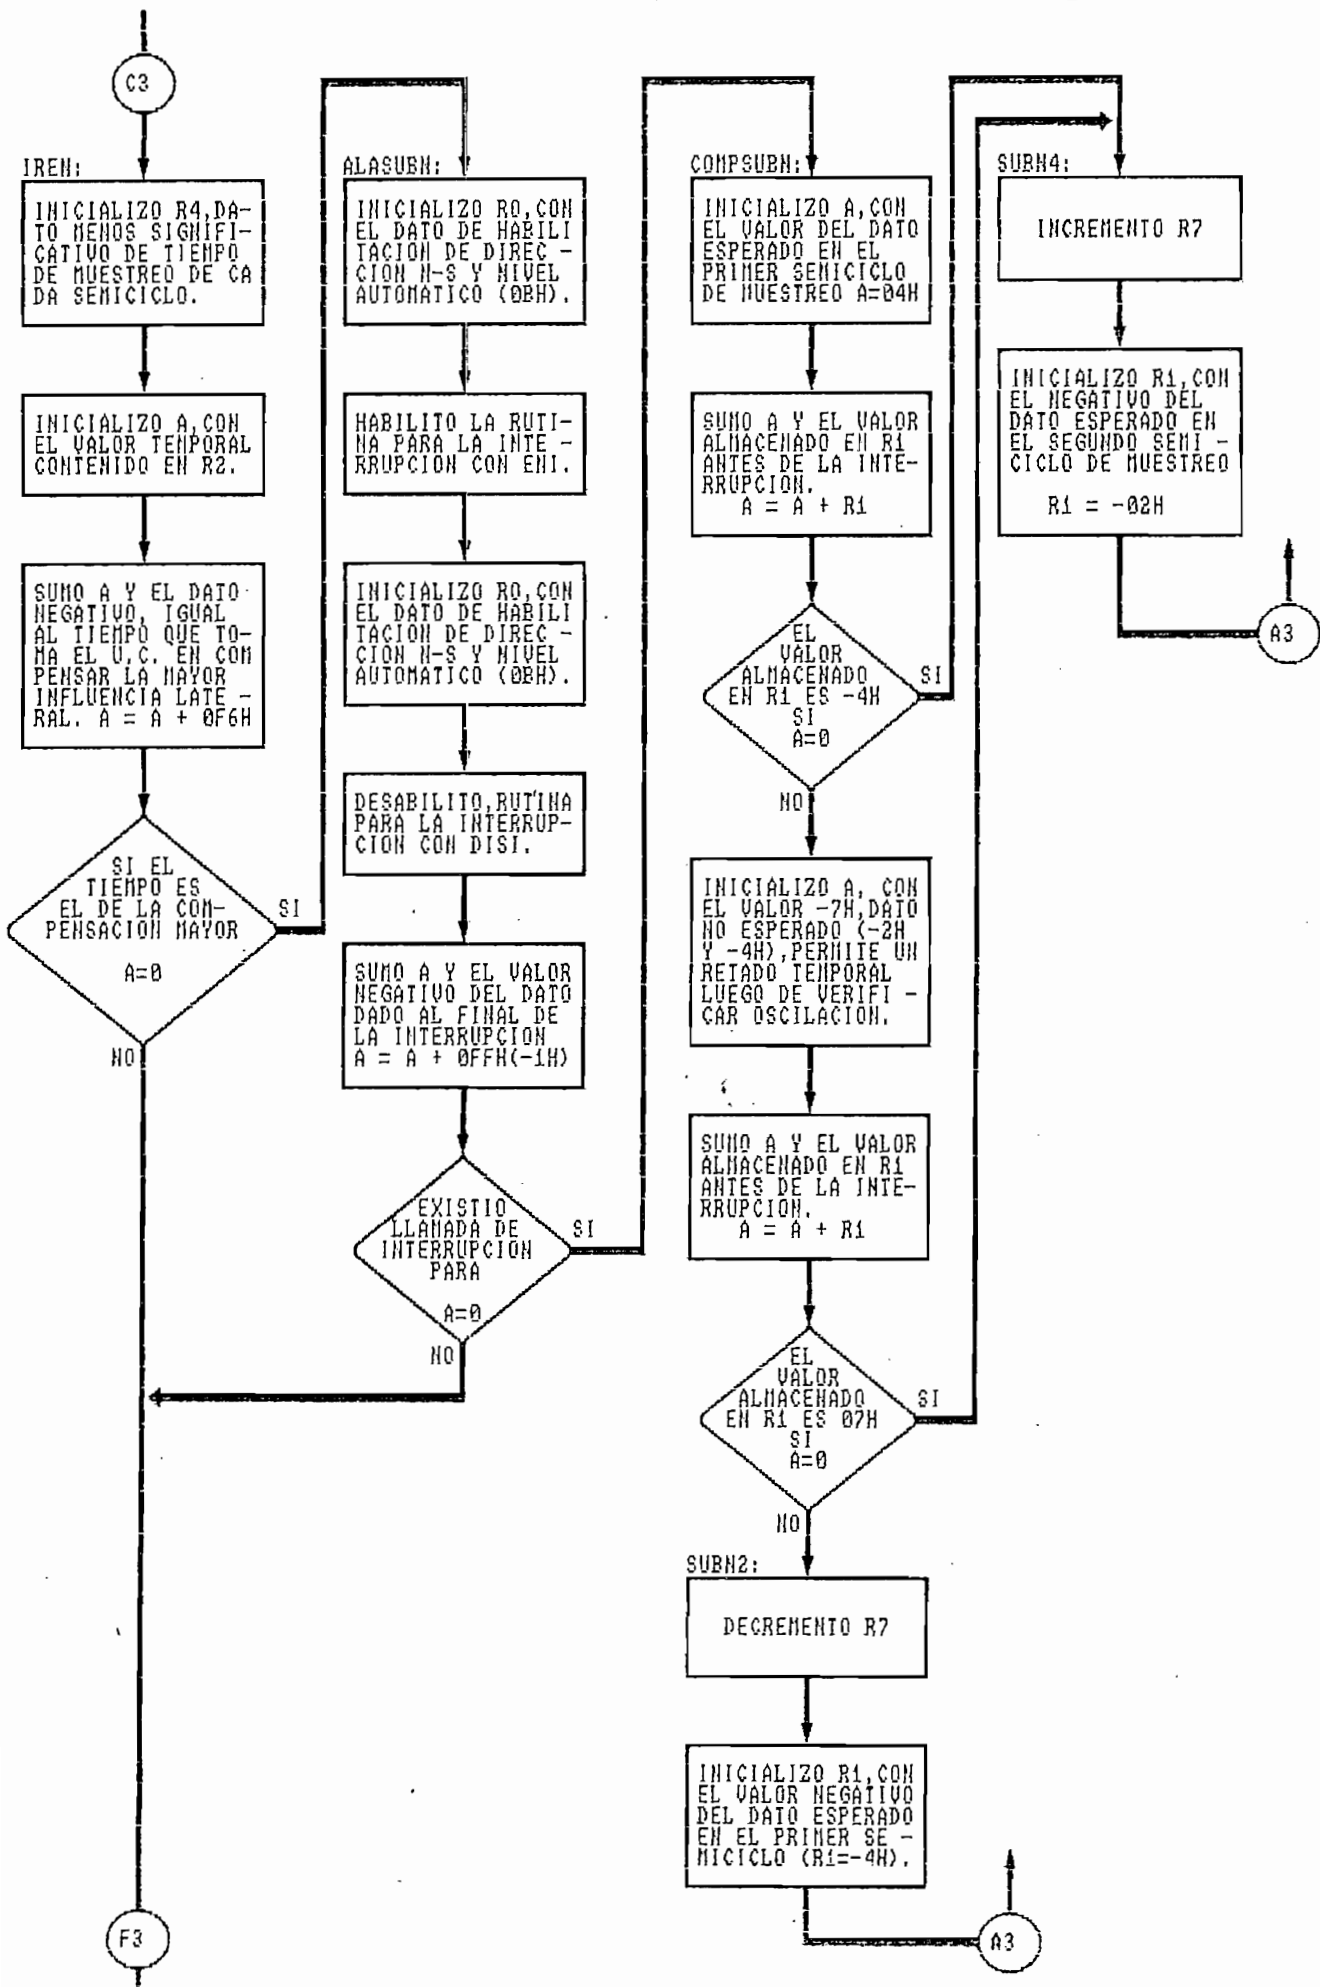 C3
IREN:
INICIALIZO R4,DA-
TO MENOS SIGNIFI-
CATIVO DE TIEMPO
DE MUESTREO DE CA
DA SEMICICLO.
INICIALIZO A,CON
EL VALOR TEMPORAL
CONTENIDO EN R2.
SUMO A Y EL DATO
NEGATIVO, IGUAL
AL TIEMPO QUE TO-
MA EL U.C. EN COM
PENSAR LA MAYOR
INFLUENCIA LATE -
RAL. A = A + 0F6H
SI EL
TIEMPO ES
EL DE LA COM-
PENSACION MAYOR
A=0
SI
NO
F3
ALASUBN:
INICIALIZO R0,CON
EL DATO DE HABILI
TACION DE DIREC -
CION N-S Y NIVEL
AUTOMATICO (0BH).
HABILITO LA RUTI-
NA PARA LA INTE -
RRUPCION CON ENI.
INICIALIZO R0,CON
EL DATO DE HABILI
TACION DE DIREC -
CION N-S Y NIVEL
AUTOMATICO (0BH).
DESABILITO,RUTINA
PARA LA INTERRUP-
CION CON DISI.
SUMO A Y EL VALOR
NEGATIVO DEL DATO
DADO AL FINAL DE
LA INTERRUPCION
A = A + 0FFH(-1H)
EXISTIO
LLAMADA DE
INTERRUPCION
PARA
A=0
SI
NO
COMPSUBN:
INICIALIZO A,CON
EL VALOR DEL DATO
ESPERADO EN EL
PRIMER SEMICICLO
DE MUESTREO A=04H
SUMO A Y EL VALOR
ALMACENADO EN R1
ANTES DE LA INTE-
RRUPCION.
A = A + R1
EL
VALOR
ALMACENADO
EN R1 ES -4H
SI
A=0
SI
NO
INICIALIZO A, CON
EL VALOR -7H,DATO
NO ESPERADO (-2H
Y -4H),PERMITE UN
RETADO TEMPORAL
LUEGO DE VERIFI -
CAR OSCILACION.
SUMO A Y EL VALOR
ALMACENADO EN R1
ANTES DE LA INTE-
RRUPCION.
A = A + R1
EL
VALOR
ALMACENADO
EN R1 ES 07H
SI
A=0
SI
NO
SUBN2:
DECREMENTO R7
INICIALIZO R1,CON
EL VALOR NEGATIVO
DEL DATO ESPERADO
EN EL PRIMER SE -
MICICLO (R1=-4H).
A3
SUBN4:
INCREMENTO R7
INICIALIZO R1,CON
EL NEGATIVO DEL
DATO ESPERADO EN
EL SEGUNDO SEMI -
CICLO DE MUESTREO
R1 = -02H
A3